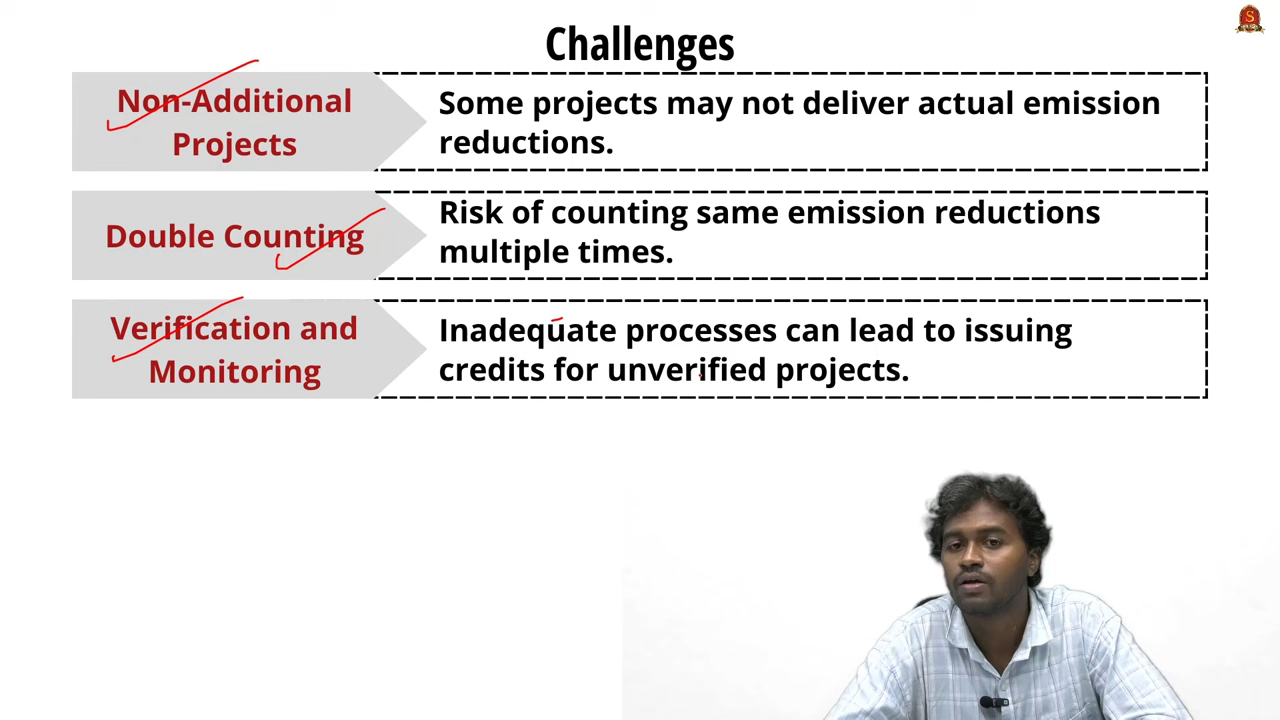 Challenges
Non-Additional
Projects
Some projects may not deliver actual emission
reductions.
Double Counting
Risk of counting same emission reductions
multiple times.
Verification and
Monitoring
Inadequate processes can lead to issuing
credits for unverified projects.
S